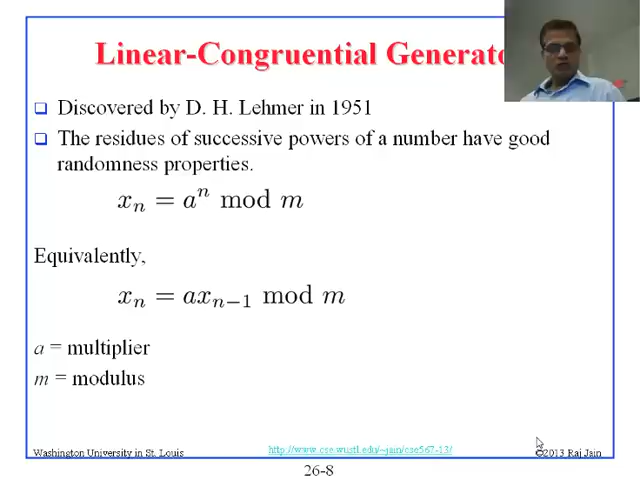 Linear-Congruential Generato
❑ Discovered by D. H. Lehmer in 1951
❑ The residues of successive powers of a number have good
randomness properties.
xₙ = aⁿ mod m
Equivalently,
xₙ = axₙ₋₁ mod m
a = multiplier
m = modulus
Washington University in St. Louis
http://www.cse.wustl.edu/~jain/cse567-13/
©2013 Raj Jain
26-8